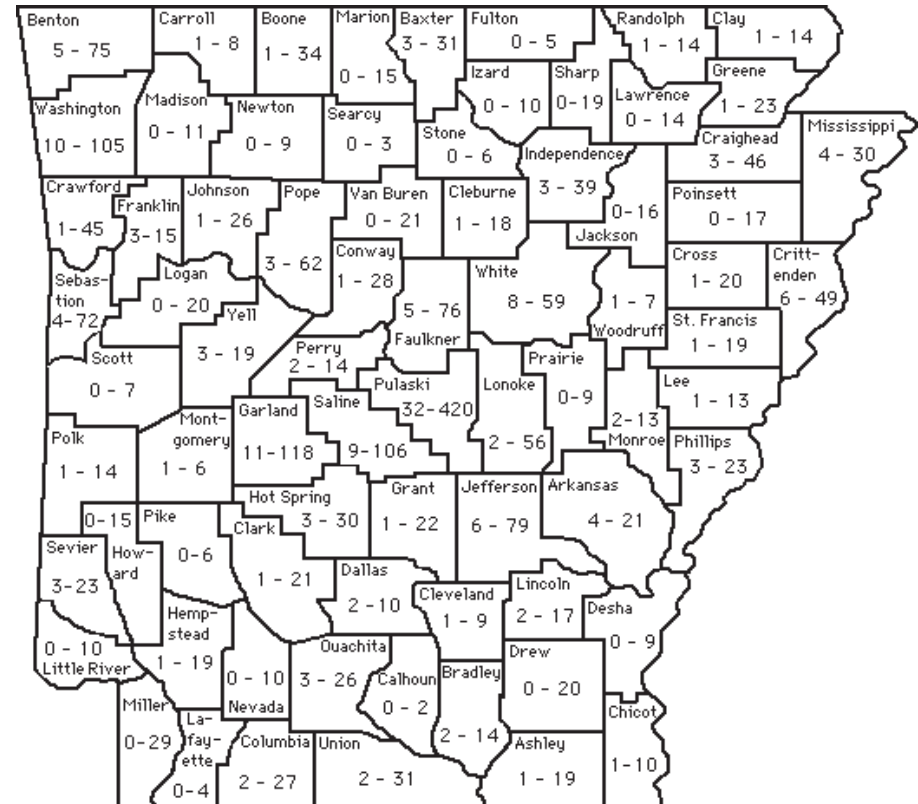 Benton
5 - 75
Carroll
1 - 8
Boone
1 - 34
Marion
0 - 15
Baxter
3 - 31
Fulton
0 - 5
Randolph
1 - 14
Clay
1 - 14
Washington
10 - 105
Madison
0 - 11
Newton
0 - 9
Searcy
0 - 3
Stone
0 - 6
Izard
0 - 10
Sharp
0-19
Lawrence
0 - 14
Greene
1 - 23
Craighead
3 - 46
Mississippi
4 - 30
Independence
3 - 39
Crawford
1-45
Franklin
3-15
Johnson
1 - 26
Pope
3 - 62
Van Buren
0 - 21
Cleburne
1 - 18
0-16
Jackson
Poinsett
0 - 17
Sebas-
tion
4-72
Logan
0 - 20
Yell
3 - 19
Conway
1 - 28
5 - 76
Faulkner
White
8 - 59
1 - 7
Woodruff
Cross
1 - 20
Critt-
enden
6 - 49
St. Francis
1 - 19
Scott
0 - 7
Perry
2 - 14
Pulaski
32-420
Lonoke
2 - 56
Prairie
0-9
2-13
Monroe
Lee
1 - 13
Phillips
3 - 23
Polk
1 - 14
Mont-
gomery
1 - 6
Garland
11-118
Saline
9-106
Hot Spring
3 - 30
Grant
1 - 22
Jefferson
6 - 79
Arkansas
4 - 21
Sevier
3-23
0-15
How-
ard
Pike
0-6
Clark
1 - 21
Dallas
2 - 10
Cleveland
1 - 9
Lincoln
2 - 17
Desha
0 - 9
0 - 10
Little River
Hemp-
stead
1 - 19
0 - 10
Nevada
Ouachita
3 - 26
Calhoun
0 - 2
Bradley
2 - 14
Drew
0 - 20
Miller
0-29
La-
fay-
ette
0-4
Columbia
2 - 27
Union
2 - 31
Ashley
1 - 19
Chicot
1-10